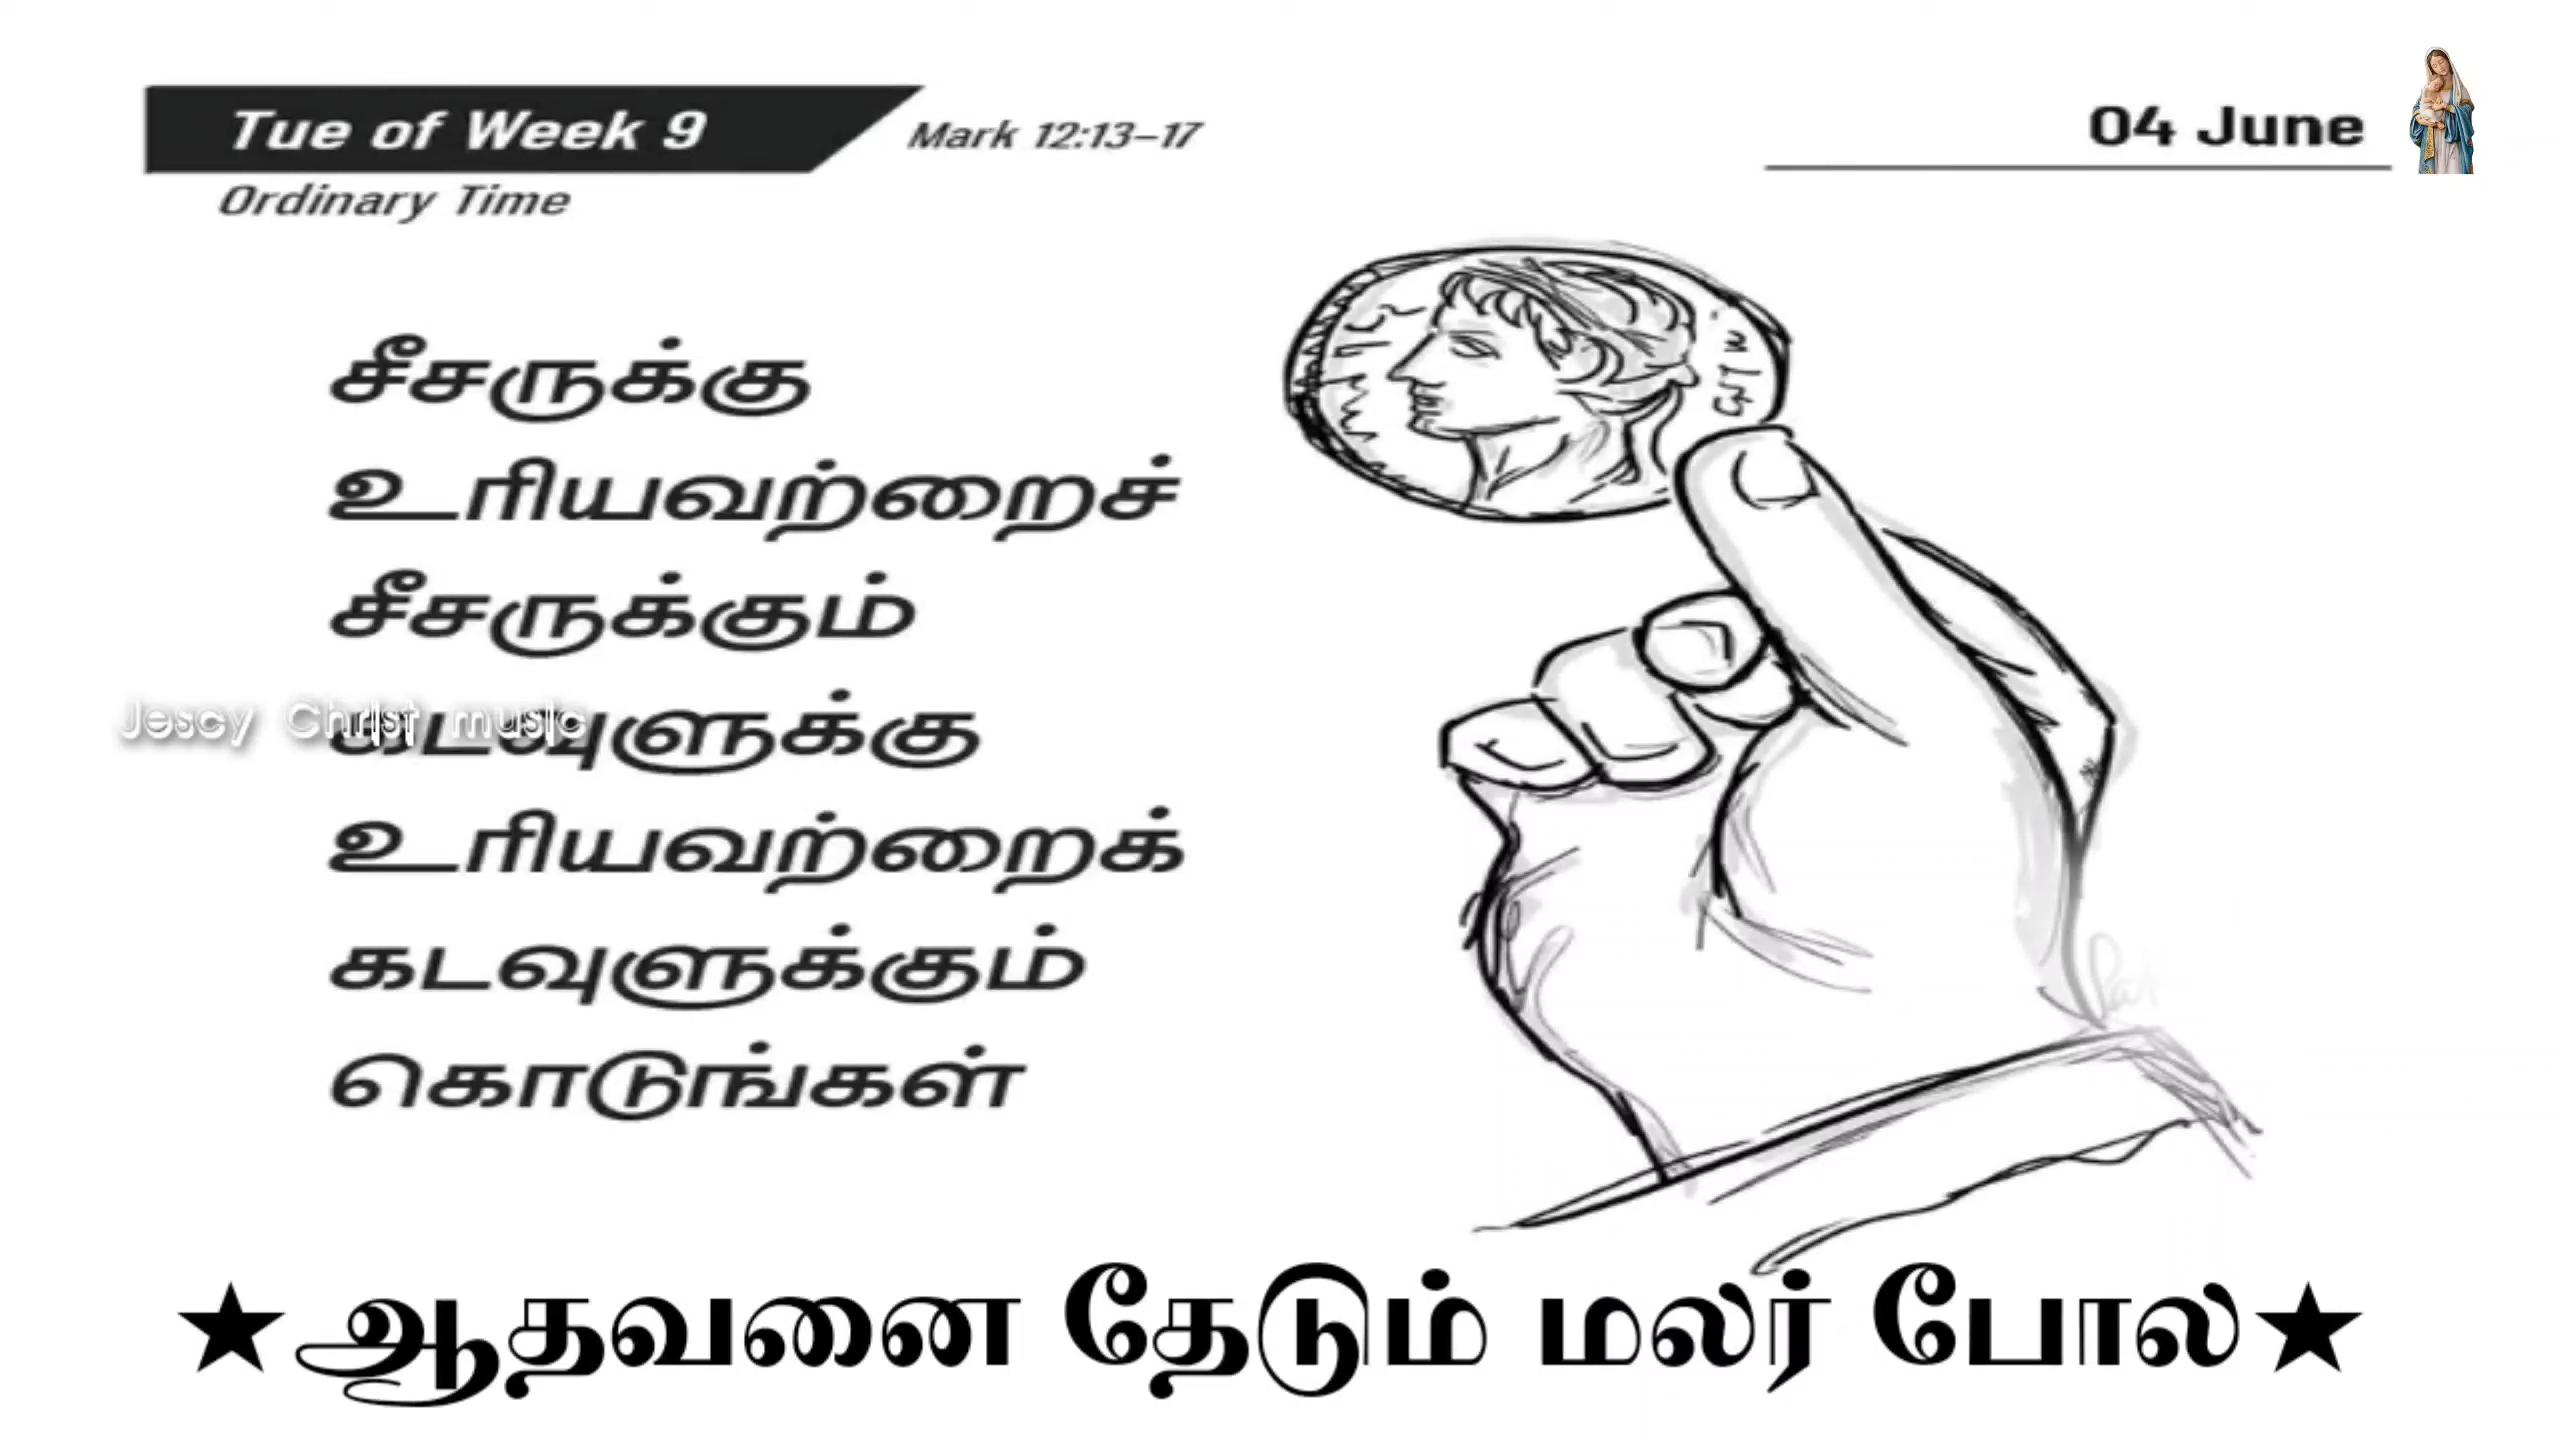 Tue of Week 9
Mark 12:13–17
04 June
Ordinary Time
சீசருக்கு
உரியவற்றைச்
சீசருக்கும்
கடவுளுக்கு
Jescy Christ music
உரியவற்றைக்
கடவுளுக்கும்
கொடுங்கள்
★ஆதவனை தேடும் மலர் போல★